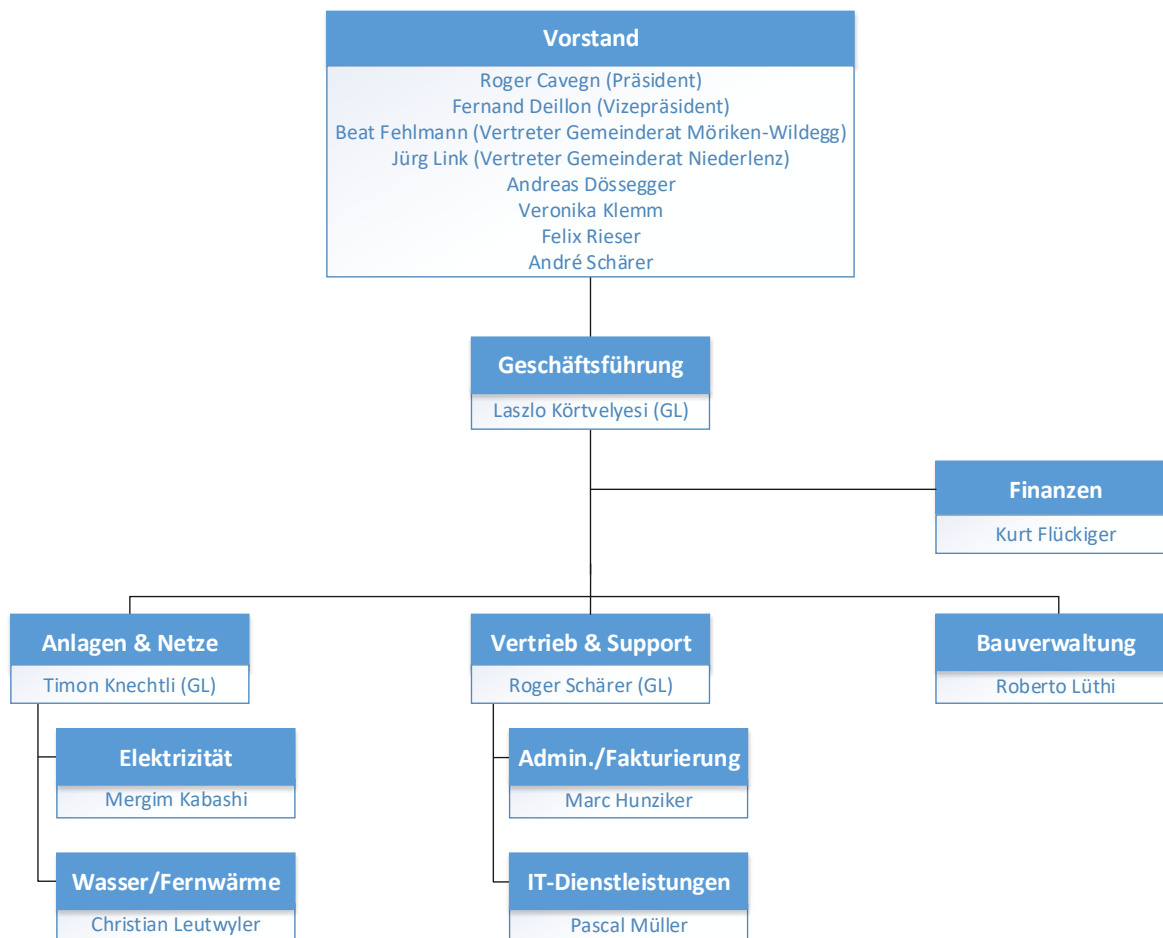 Vorstand
Roger Cavegn (Präsident)
Fernand Deillon (Vizepräsident)
Beat Fehlmann (Vertreter Gemeinderat Möriken-Wildegg)
Jürg Link (Vertreter Gemeinderat Niederlenz)
Andreas Dössegger
Veronika Klemm
Felix Rieser
André Schärer
Geschäftsführung
Laszlo Körtvelyesi (GL)
Finanzen
Kurt Flückiger
Anlagen & Netze
Timon Knechtli (GL)
Elektrizität
Mergim Kabashi
Wasser/Fernwärme
Christian Leutwyler
Vertrieb & Support
Roger Schärer (GL)
Admin./Fakturierung
Marc Hunziker
IT-Dienstleistungen
Pascal Müller
Bauverwaltung
Roberto Lüthi